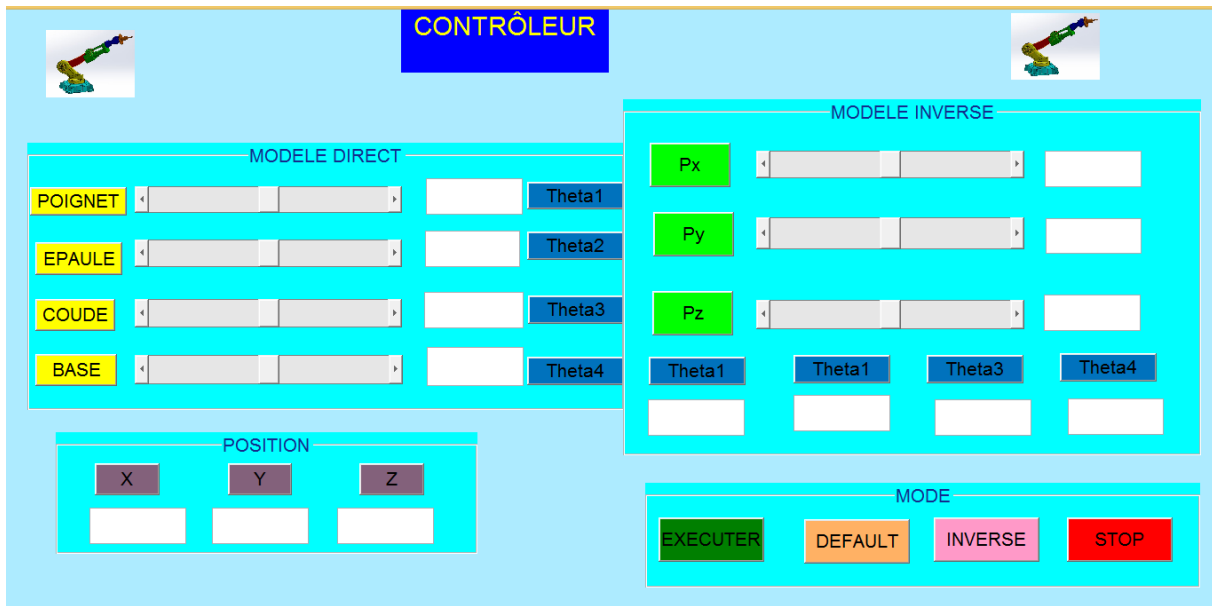 CONTRÔLEUR
MODELE DIRECT
POIGNET Theta1
EPAULE Theta2
COUDE Theta3
BASE Theta4
MODELE INVERSE
Px
Py
Pz
Theta1 Theta1 Theta3 Theta4
POSITION
X Y Z
MODE
EXECUTER DEFAULT INVERSE STOP